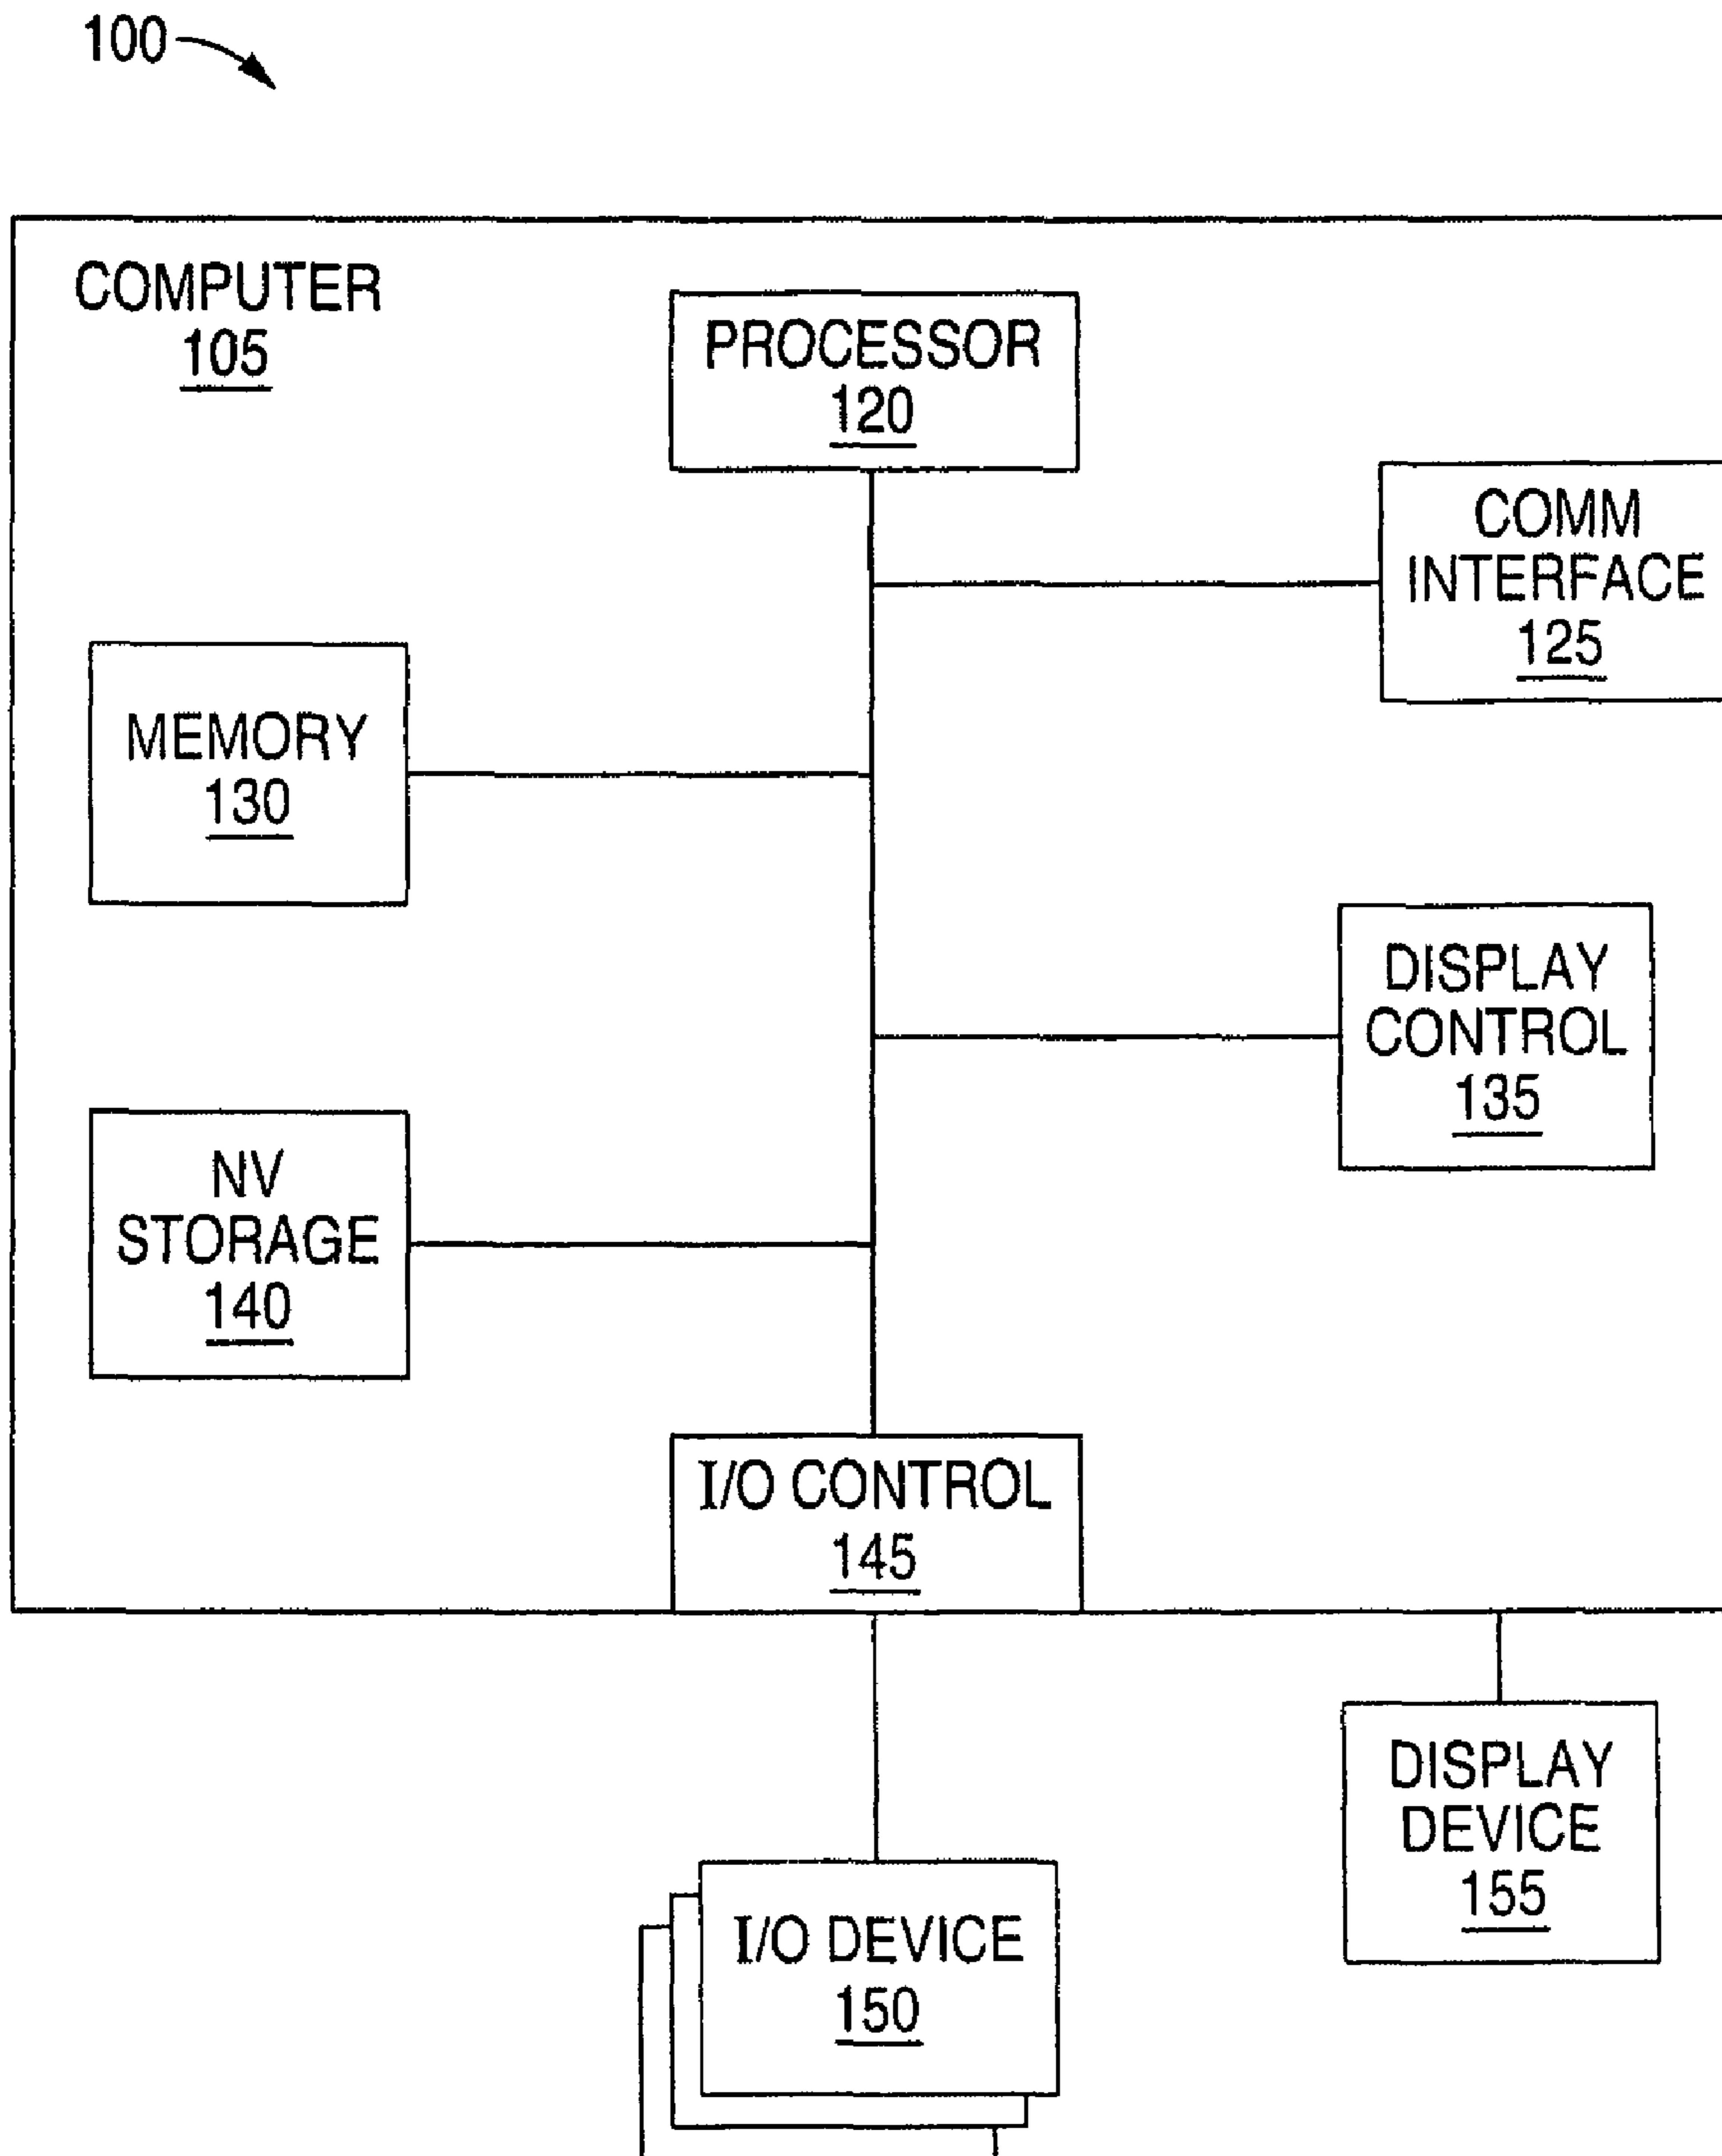 100
COMPUTER
105
PROCESSOR
120
COMM
INTERFACE
125
MEMORY
130
DISPLAY
CONTROL
135
NV
STORAGE
140
I/O CONTROL
145
DISPLAY
DEVICE
155
I/O DEVICE
150